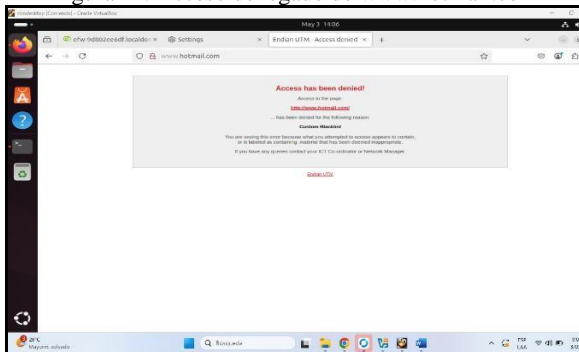 May 3 14:06
Settings
Endian UTM - Access denied
www.hotmail.com
Access has been denied!
Access to the page:
http://www.hotmail.com/
... has been denied for the following reason:
Custom Blacklist
You are seeing this error because what you attempted to access appears to contain,
or is labeled as containing, material that has been deemed inappropriate.
If you have any queries contact your ICT Co-ordinator or Network Manager.
Endian UTM
Búsqueda
ESP
LAA